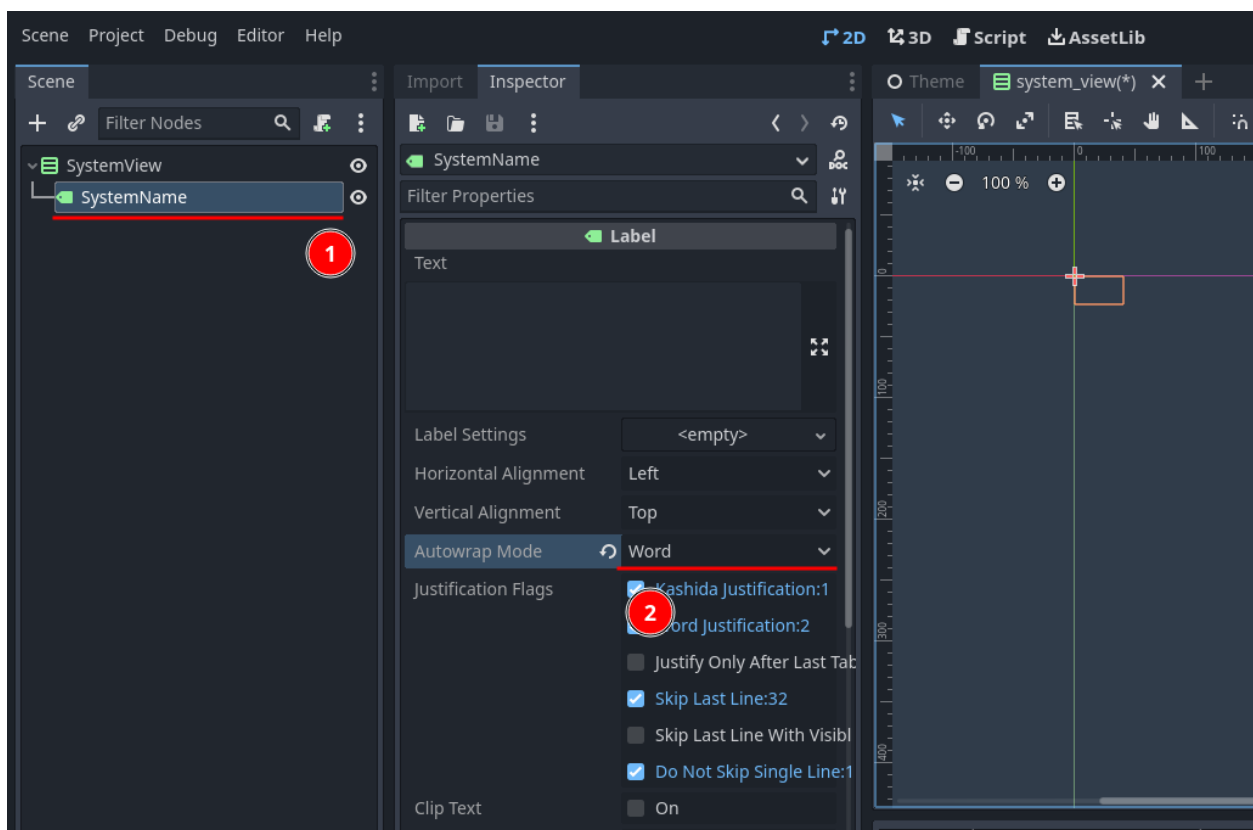 Scene Project Debug Editor Help 2D 3D Script AssetLib
Scene
Filter Nodes
SystemView
SystemName
1
Import Inspector
SystemName
DOC
Filter Properties
Label
Text
Label Settings <empty>
Horizontal Alignment Left
Vertical Alignment Top
Autowrap Mode Word
Justification Flags Kashida Justification:1
2 ord Justification:2
Justify Only After Last Tab
Skip Last Line:32
Skip Last Line With Visibl
Do Not Skip Single Line:1
Clip Text On
Theme system_view(*)
-100 0 100
100 %
0
100
200
300
400